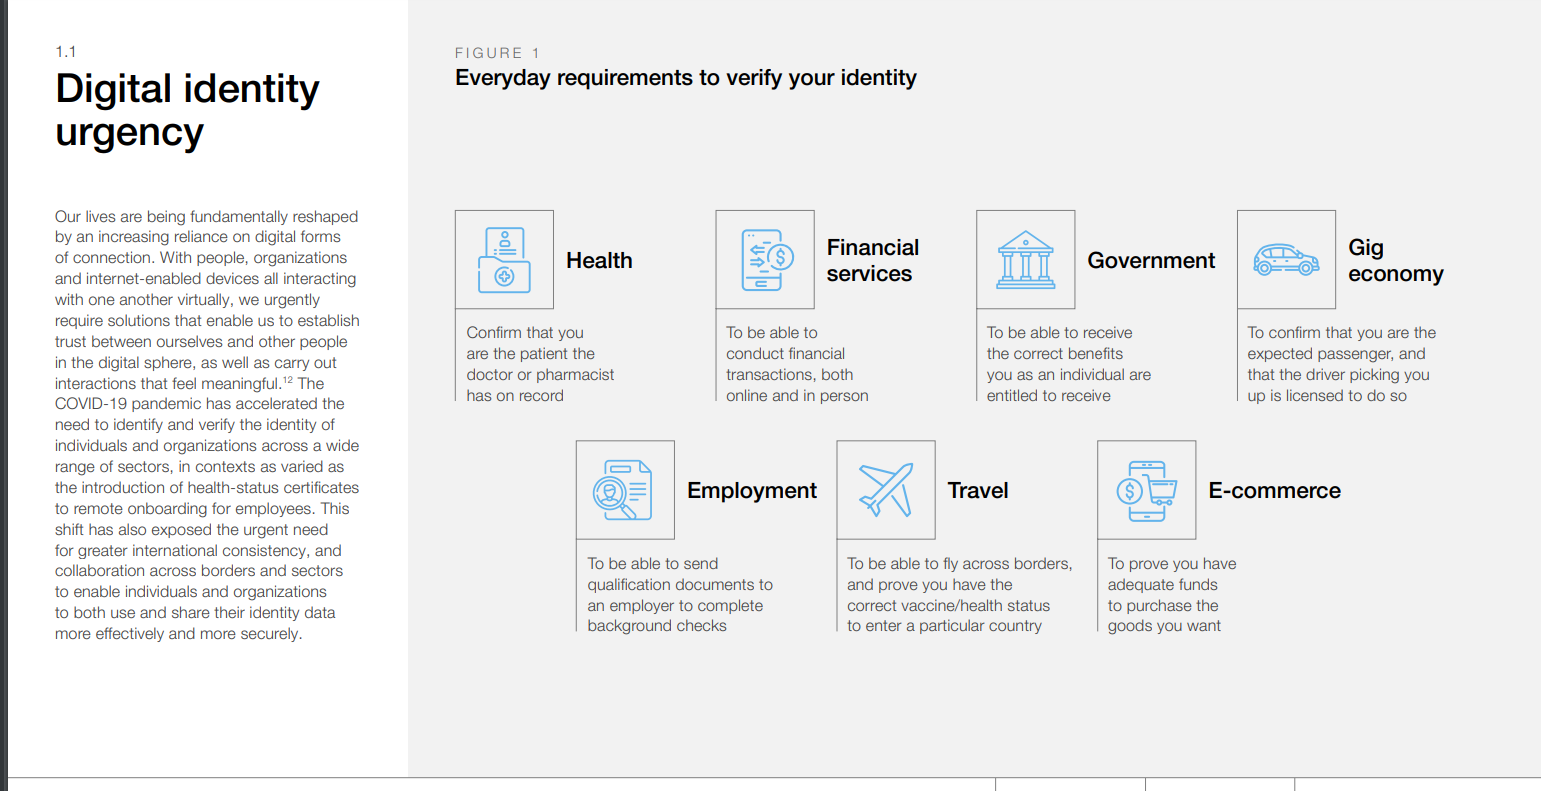 1.1
Digital identity
urgency
Our lives are being fundamentally reshaped
by an increasing reliance on digital forms
of connection. With people, organizations
and internet-enabled devices all interacting
with one another virtually, we urgently
require solutions that enable us to establish
trust between ourselves and other people
in the digital sphere, as well as carry out
interactions that feel meaningful.¹² The
COVID-19 pandemic has accelerated the
need to identify and verify the identity of
individuals and organizations across a wide
range of sectors, in contexts as varied as
the introduction of health-status certificates
to remote onboarding for employees. This
shift has also exposed the urgent need
for greater international consistency, and
collaboration across borders and sectors
to enable individuals and organizations
to both use and share their identity data
more effectively and more securely.
FIGURE 1
Everyday requirements to verify your identity
Health
Confirm that you
are the patient the
doctor or pharmacist
has on record
Financial
services
To be able to
conduct financial
transactions, both
online and in person
Government
To be able to receive
the correct benefits
you as an individual are
entitled to receive
Gig
economy
To confirm that you are the
expected passenger, and
that the driver picking you
up is licensed to do so
Employment
To be able to send
qualification documents to
an employer to complete
background checks
Travel
To be able to fly across borders,
and prove you have the
correct vaccine/health status
to enter a particular country
E-commerce
To prove you have
adequate funds
to purchase the
goods you want